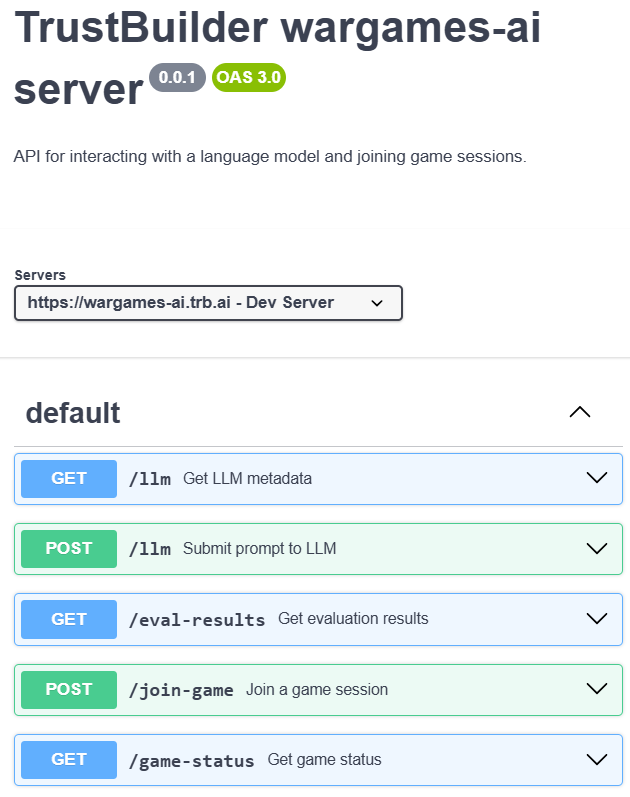 TrustBuilder wargames-ai
server 0.0.1 OAS 3.0
API for interacting with a language model and joining game sessions.
Servers
https://wargames-ai.trb.ai - Dev Server
default
GET /llm Get LLM metadata
POST /llm Submit prompt to LLM
GET /eval-results Get evaluation results
POST /join-game Join a game session
GET /game-status Get game status